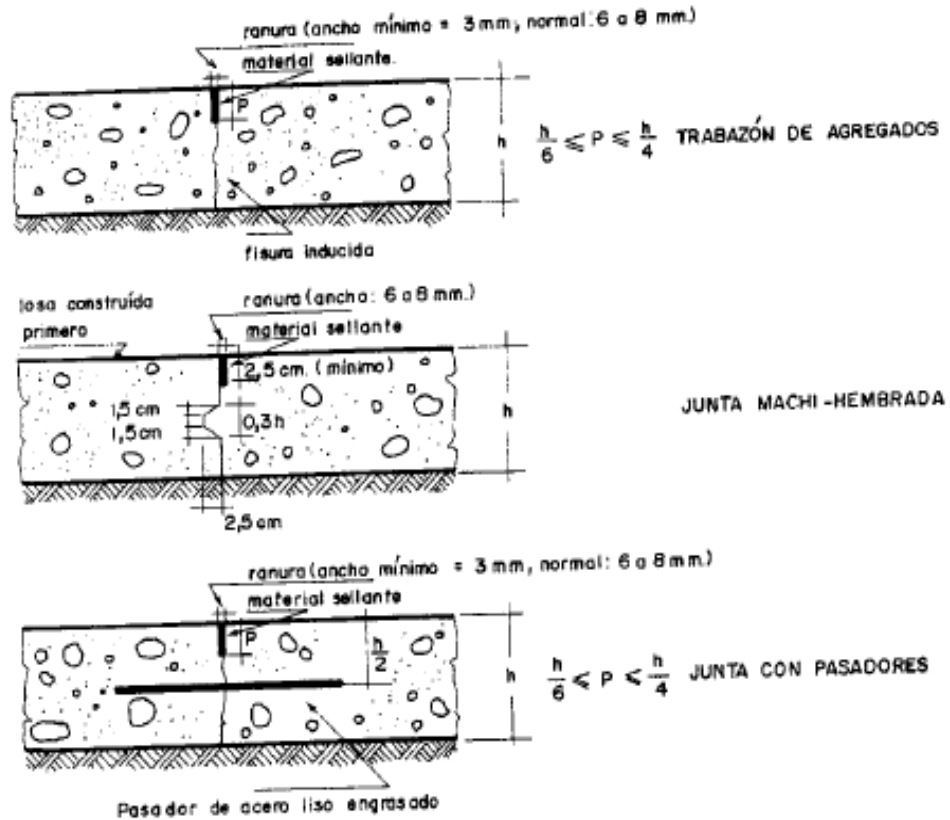 ranura (ancho mínimo = 3 mm, normal: 6 a 8 mm.)
material sellante.
P
h
h/6 ≤ P ≤ h/4 TRABAZÓN DE AGREGADOS
fisura inducida
losa construída
primero
ranura (ancho: 6 a 8 mm.)
material sellante
2,5 cm. (mínimo)
1,5 cm
1,5 cm
0,3 h
h
JUNTA MACHI-HEMBRADA
2,5 cm
ranura (ancho mínimo = 3 mm, normal: 6 a 8 mm.)
material sellante
P
h/2
h
h/6 ≤ P ≤ h/4 JUNTA CON PASADORES
Pasador de acero liso engrasado